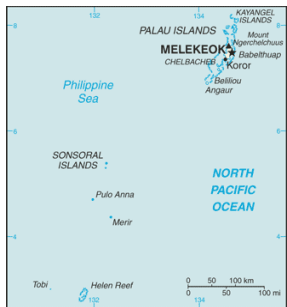 132
134
KAYANGEL
ISLANDS
8
8
PALAU ISLANDS
Mount
Ngerchelchuus
MELEKEOK
Babelthuap
CHELBACHEB
Koror
Beliliou
Angaur
Philippine
Sea
6
6
SONSORAL
ISLANDS
NORTH
PACIFIC
OCEAN
Pulo Anna
Merir
4
4
0 50 100 km
0 50 100 mi
Tobi
Helen Reef
132
134